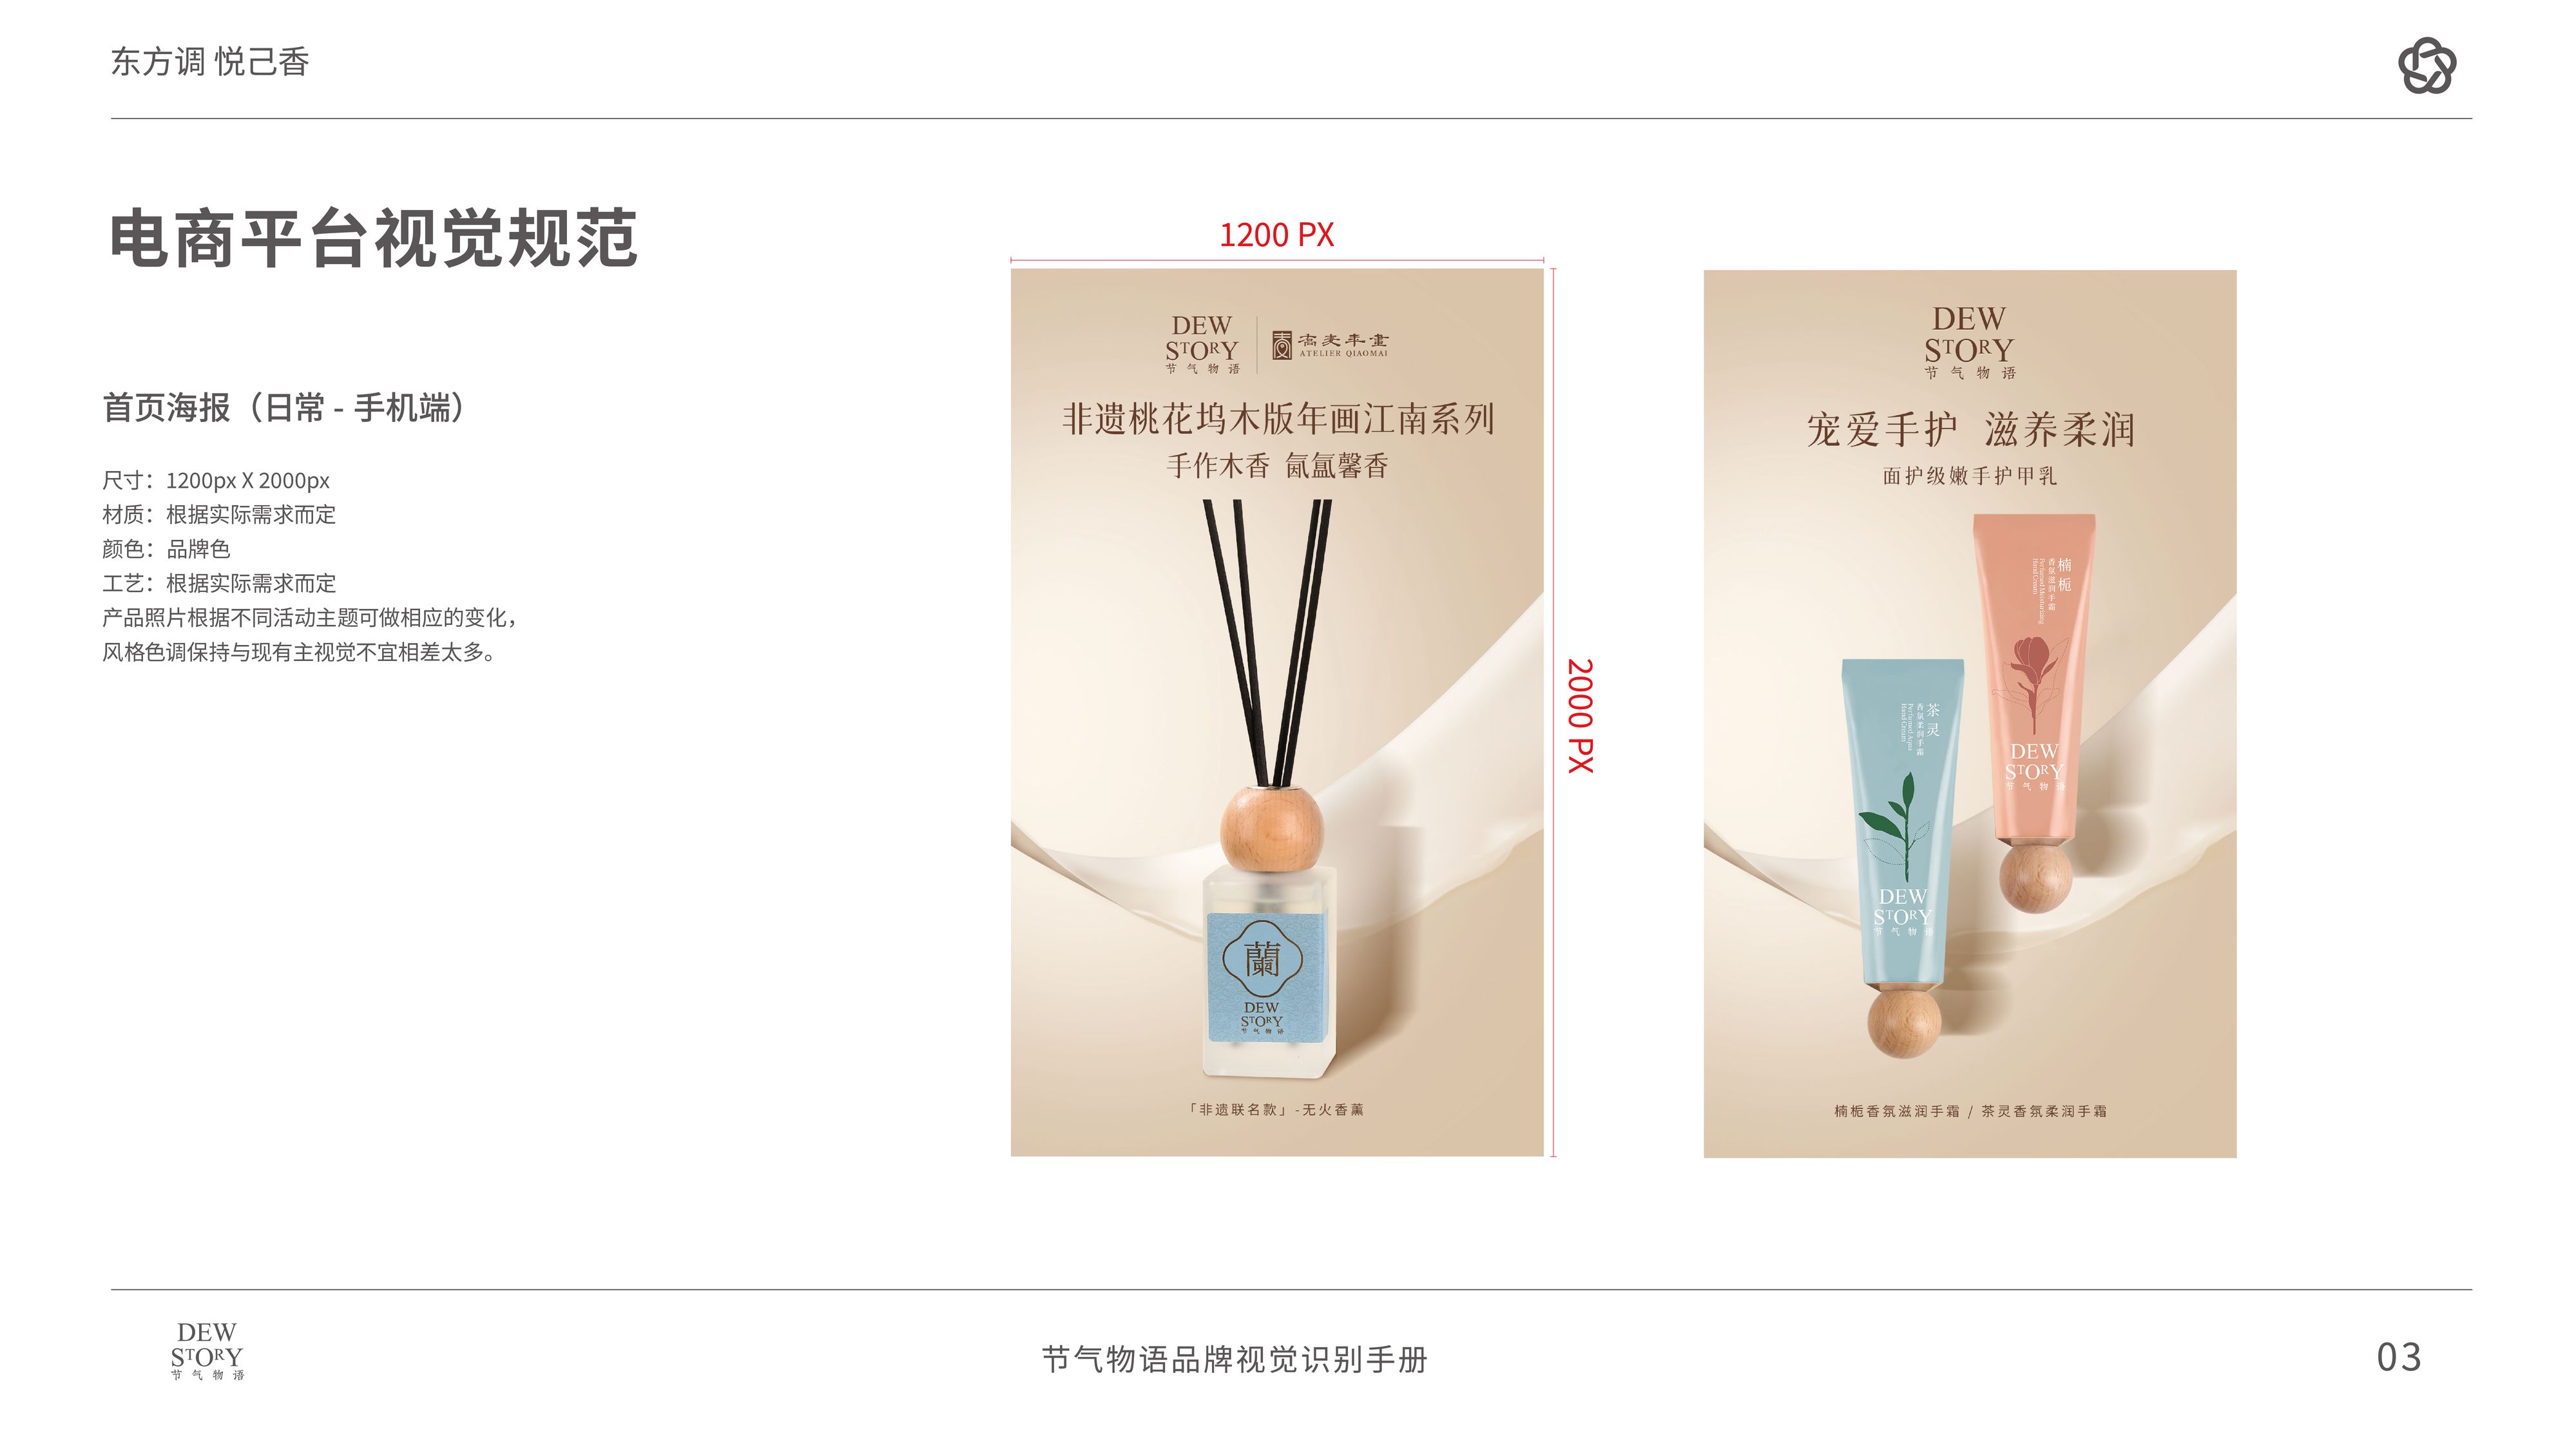 东方调 悦己香
电商平台视觉规范
首页海报（日常 - 手机端）
尺寸：1200px X 2000px
材质：根据实际需求而定
颜色：品牌色
工艺：根据实际需求而定
产品照片根据不同活动主题可做相应的变化，
风格色调保持与现有主视觉不宜相差太多。
1200 PX
2000 PX
DEW
STORY
节气物语
高麦年画
ATELIER QIAOMAI
非遗桃花坞木版年画江南系列
手作木香 氤氲馨香
蘭
DEW
STORY
节气物语
「非遗联名款」-无火香薰
DEW
STORY
节气物语
宠爱手护 滋养柔润
面护级嫩手护甲乳
楠栀
香氛滋润手霜
Perfumed Moisturizing
Hand Cream
DEW
STORY
节气物语
茶灵
香氛柔润手霜
Perfumed Aqua
Hand Cream
DEW
STORY
节气物语
楠栀香氛滋润手霜 / 茶灵香氛柔润手霜
DEW
STORY
节气物语
节气物语品牌视觉识别手册
03